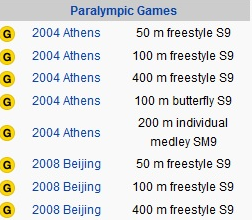 Paralympic Games
G 2004 Athens 50 m freestyle S9
G 2004 Athens 100 m freestyle S9
G 2004 Athens 400 m freestyle S9
G 2004 Athens 100 m butterfly S9
G 2004 Athens 200 m individual
medley SM9
G 2008 Beijing 50 m freestyle S9
G 2008 Beijing 100 m freestyle S9
G 2008 Beijing 400 m freestyle S9